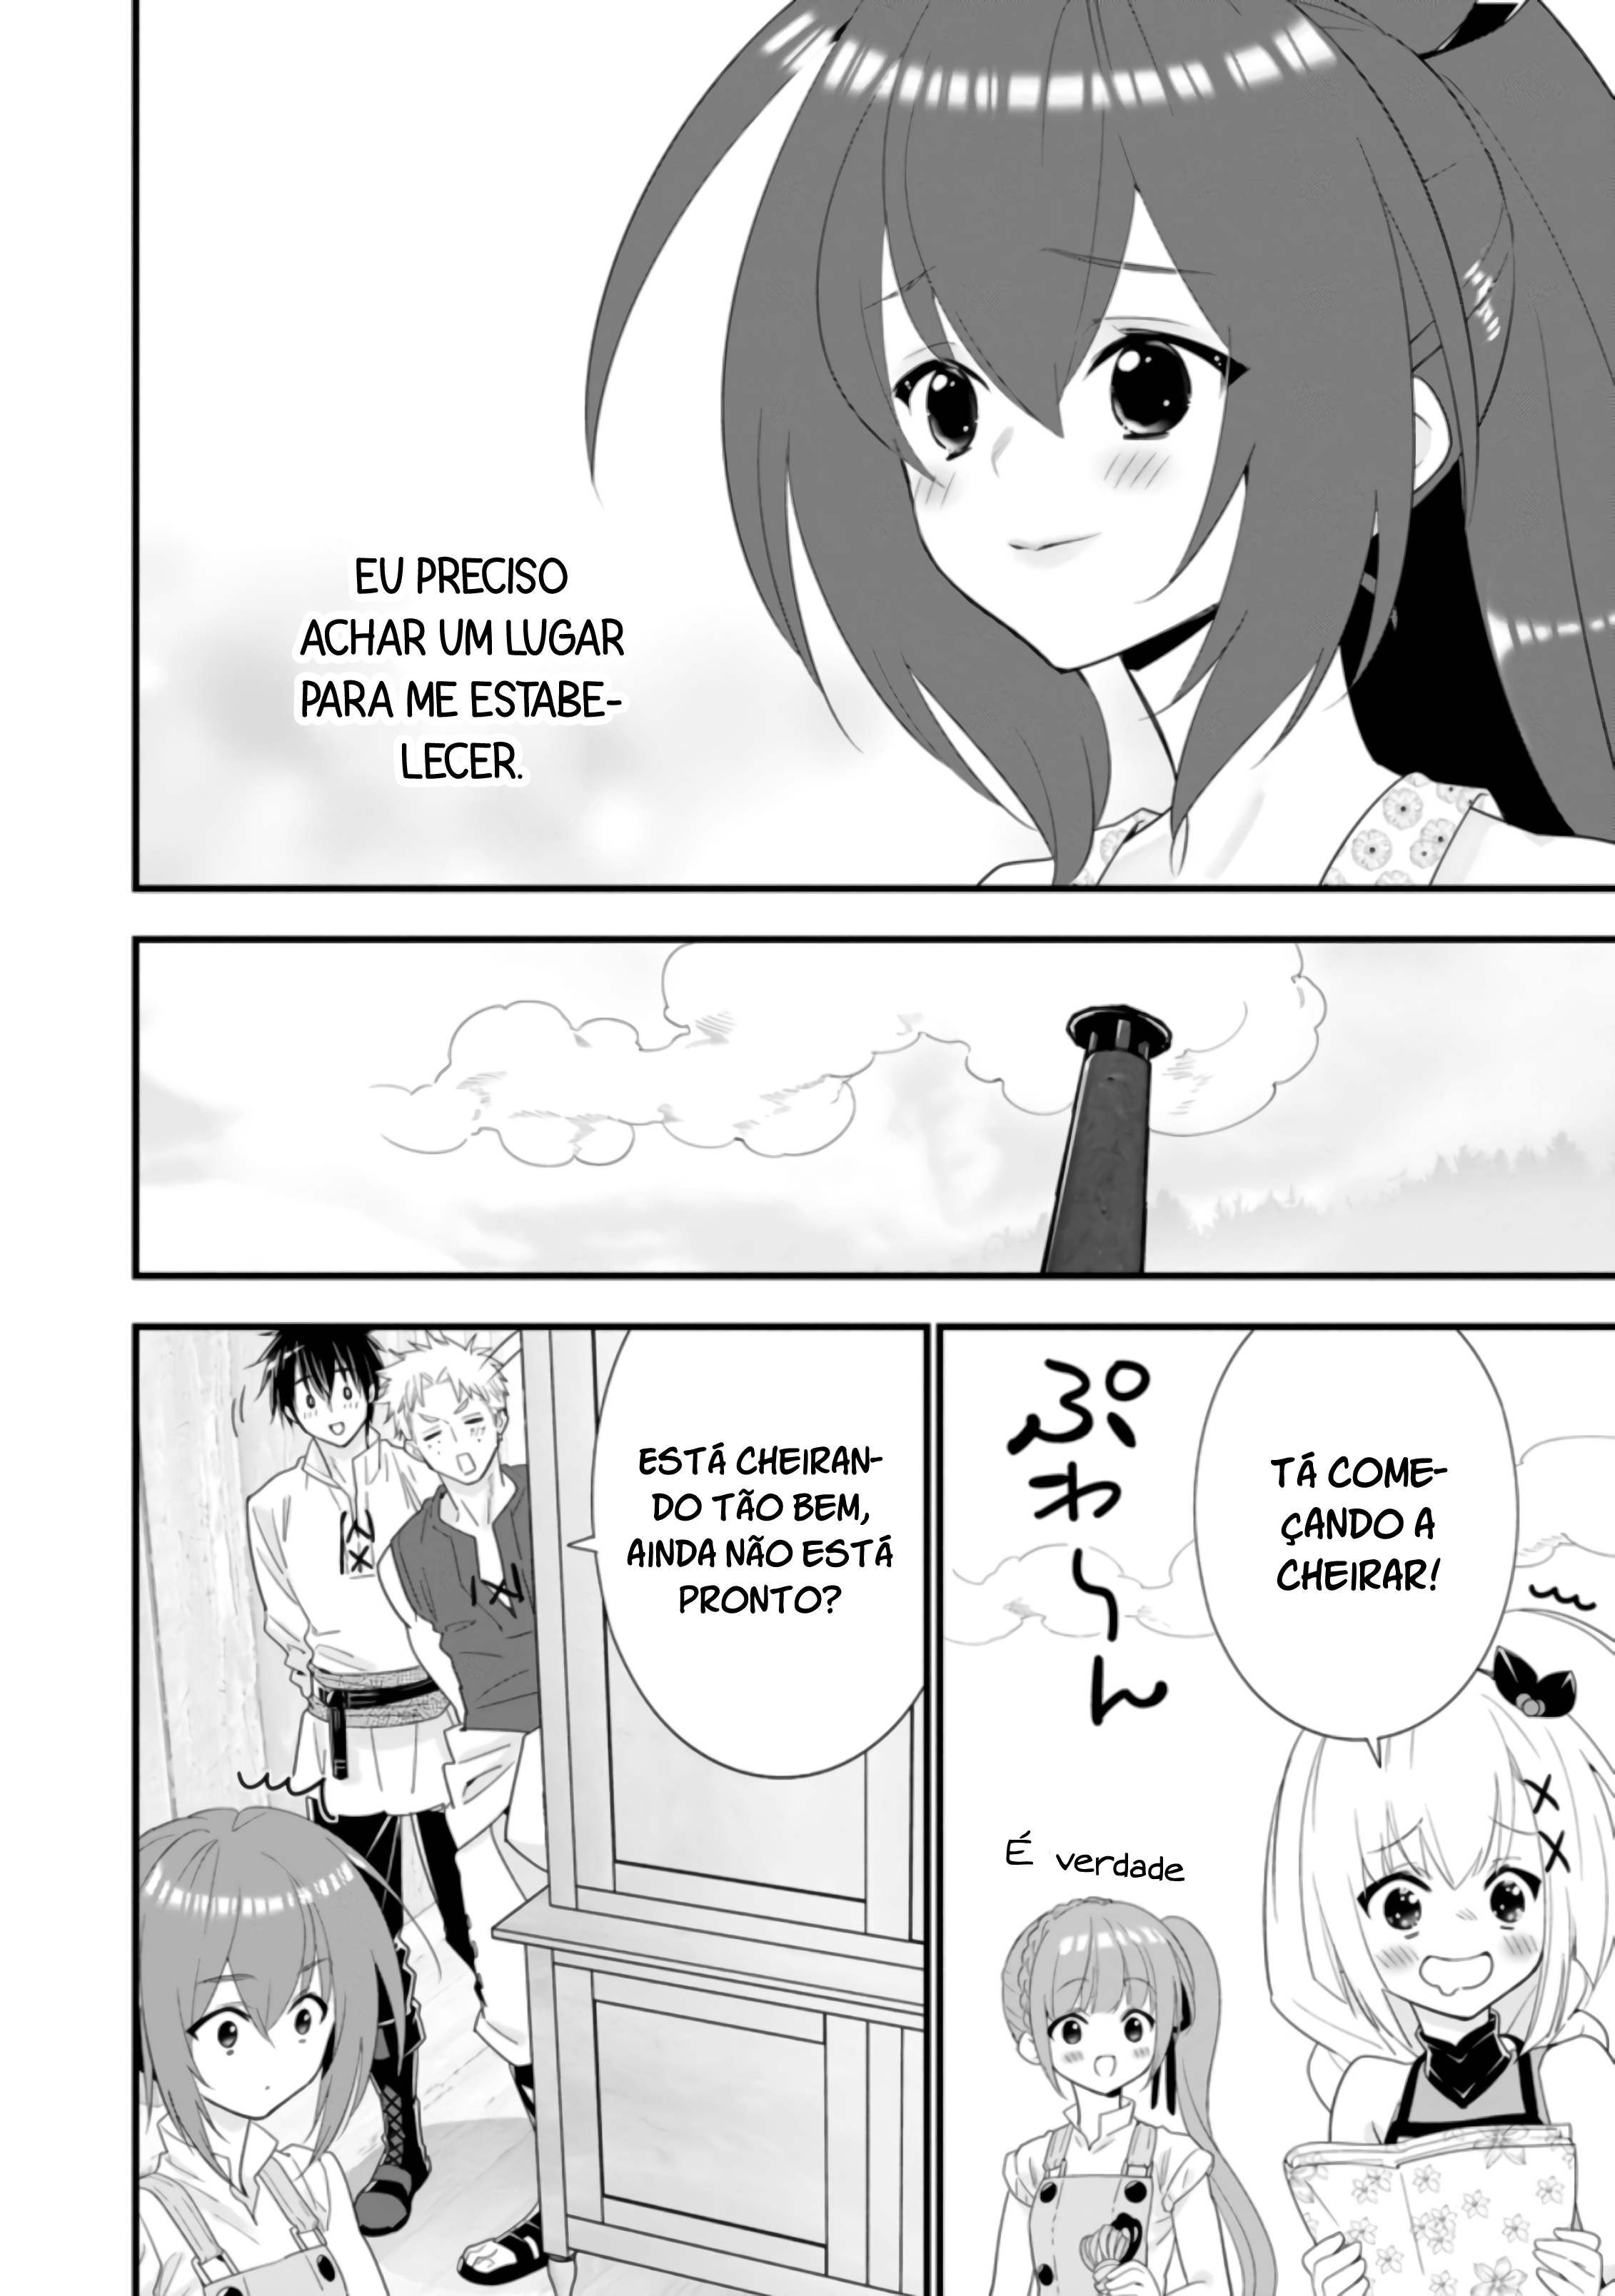 EU PRECISO
ACHAR UM LUGAR
PARA ME ESTABE-
LECER.
TÁ COME-
ÇANDO A
CHEIRAR!
ぷわ～ん
É verdade
ESTÁ CHEIRAN-
DO TÃO BEM,
AINDA NÃO ESTÁ
PRONTO?